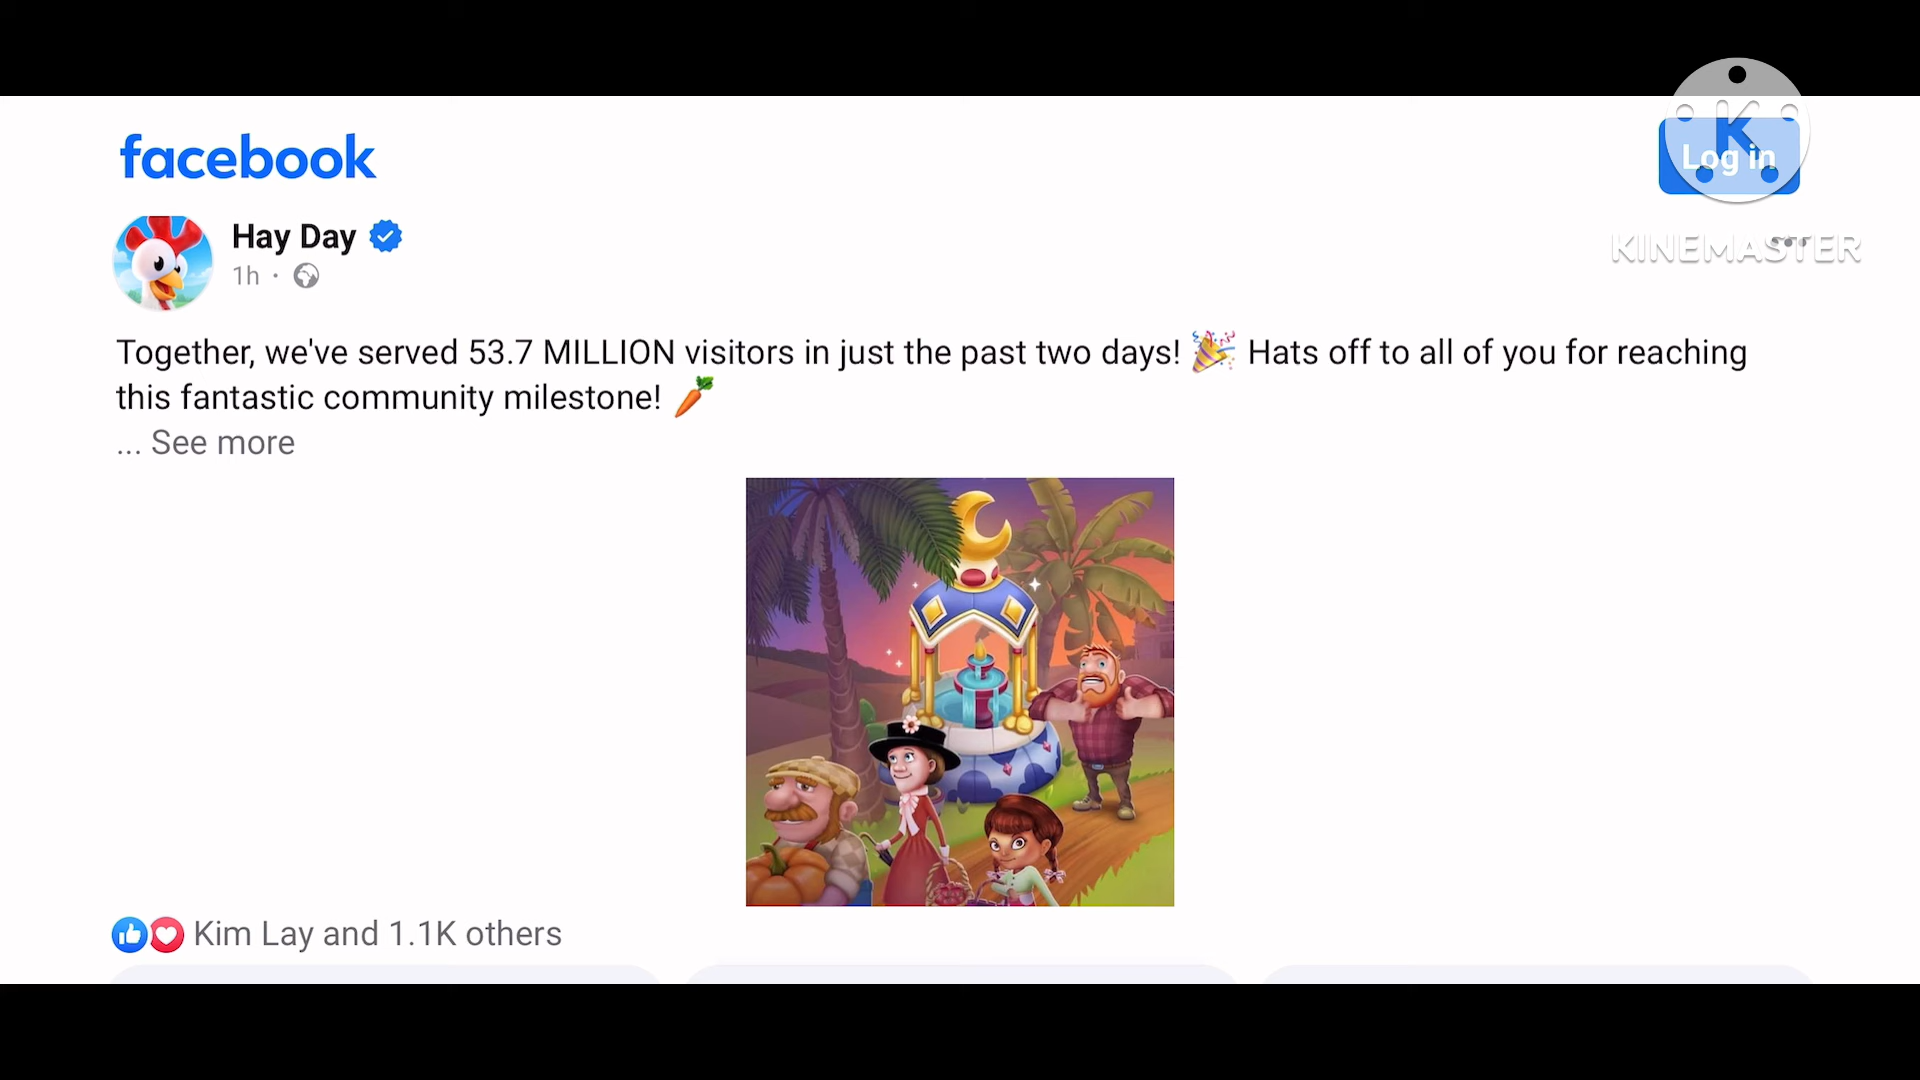 facebook
Log in
K
KINEMASTER
Hay Day
1h ·
Together, we've served 53.7 MILLION visitors in just the past two days! 🎉 Hats off to all of you for reaching
this fantastic community milestone! 🥕
... See more
Kim Lay and 1.1K others